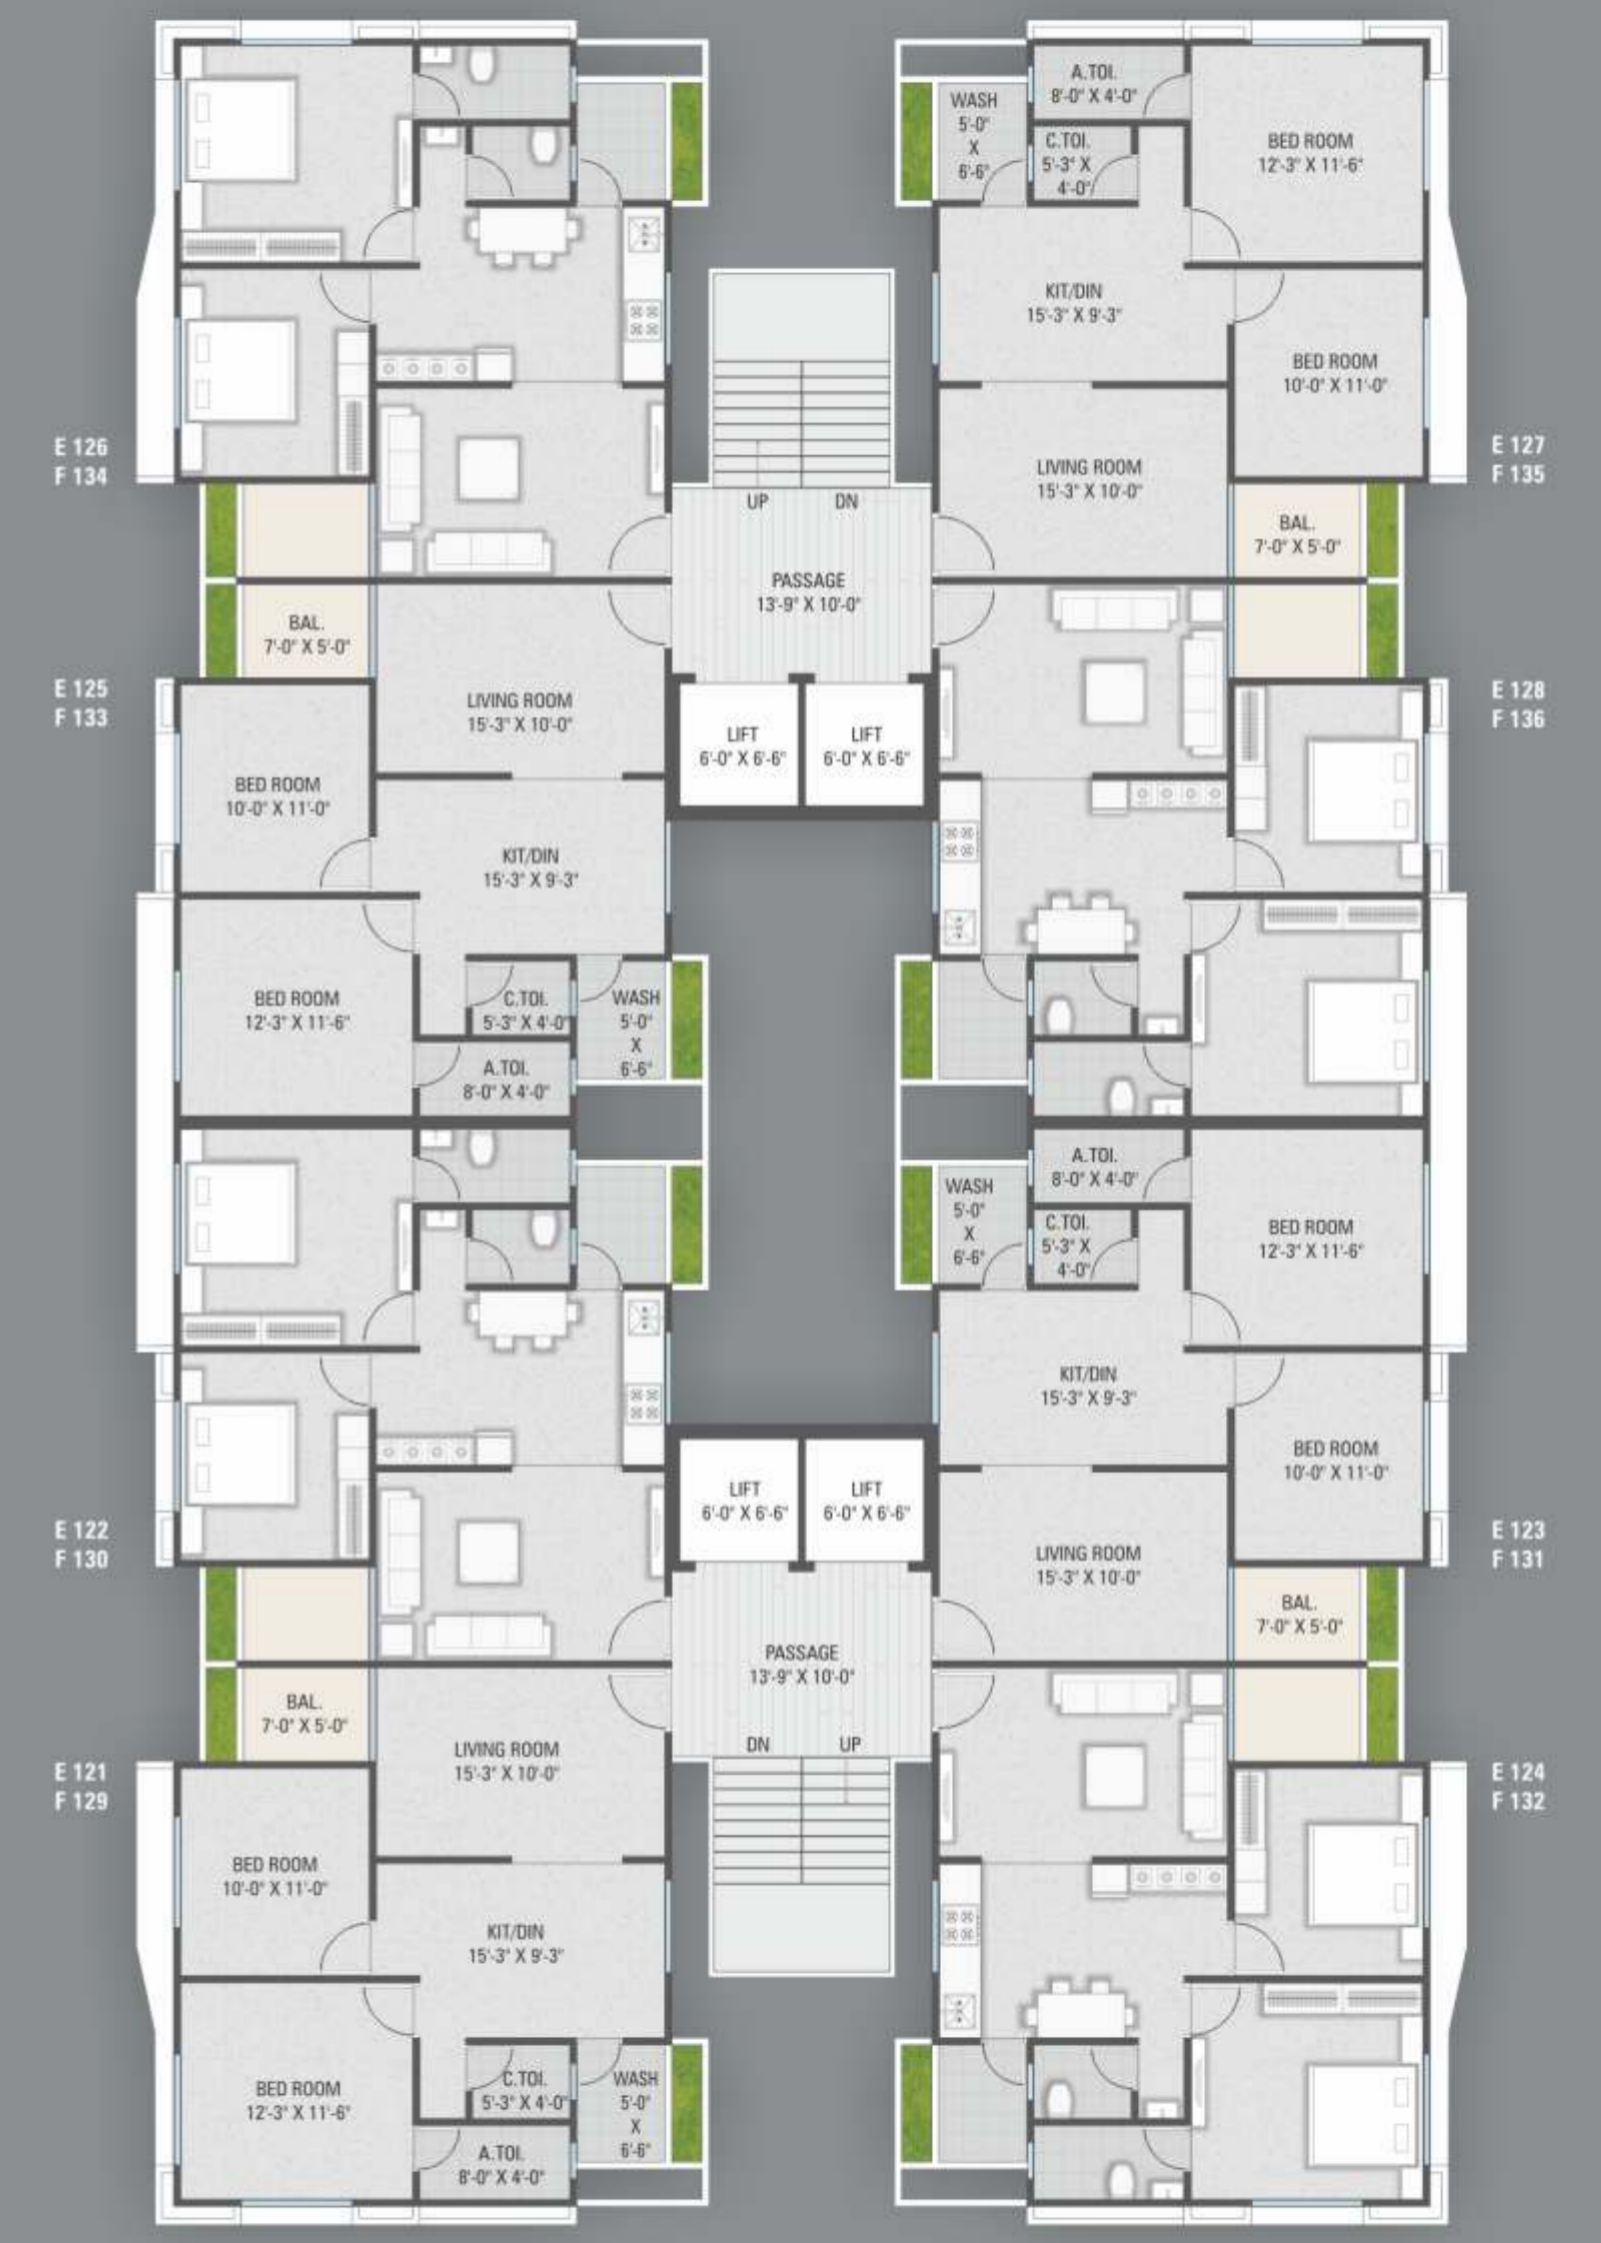 A.TOI.
8'-0" X 4'-0"
WASH
5'-0"
X
6'-6"
C.TOI.
5'-3" X
4'-0"
BED ROOM
12'-3" X 11'-6"
KIT/DIN
15'-3" X 9'-3"
BED ROOM
10'-0" X 11'-0"
E 126
F 134
LIVING ROOM
15'-3" X 10'-0"
E 127
F 135
UP
DN
BAL.
7'-0" X 5'-0"
PASSAGE
13'-9" X 10'-0"
BAL.
7'-0" X 5'-0"
E 125
F 133
LIVING ROOM
15'-3" X 10'-0"
LIFT
6'-0" X 6'-6"
LIFT
6'-0" X 6'-6"
E 128
F 136
BED ROOM
10'-0" X 11'-0"
KIT/DIN
15'-3" X 9'-3"
BED ROOM
12'-3" X 11'-6"
C.TOI.
5'-3" X 4'-0"
WASH
5'-0"
X
6'-6"
A.TOI.
8'-0" X 4'-0"
A.TOI.
8'-0" X 4'-0"
WASH
5'-0"
X
6'-6"
C.TOI.
5'-3" X
4'-0"
BED ROOM
12'-3" X 11'-6"
KIT/DIN
15'-3" X 9'-3"
BED ROOM
10'-0" X 11'-0"
LIFT
6'-0" X 6'-6"
LIFT
6'-0" X 6'-6"
E 122
F 130
LIVING ROOM
15'-3" X 10'-0"
E 123
F 131
BAL.
7'-0" X 5'-0"
PASSAGE
13'-9" X 10'-0"
BAL.
7'-0" X 5'-0"
DN
UP
LIVING ROOM
15'-3" X 10'-0"
E 121
F 129
E 124
F 132
BED ROOM
10'-0" X 11'-0"
KIT/DIN
15'-3" X 9'-3"
BED ROOM
12'-3" X 11'-6"
C.TOI.
5'-3" X 4'-0"
WASH
5'-0"
X
6'-6"
A.TOI.
8'-0" X 4'-0"